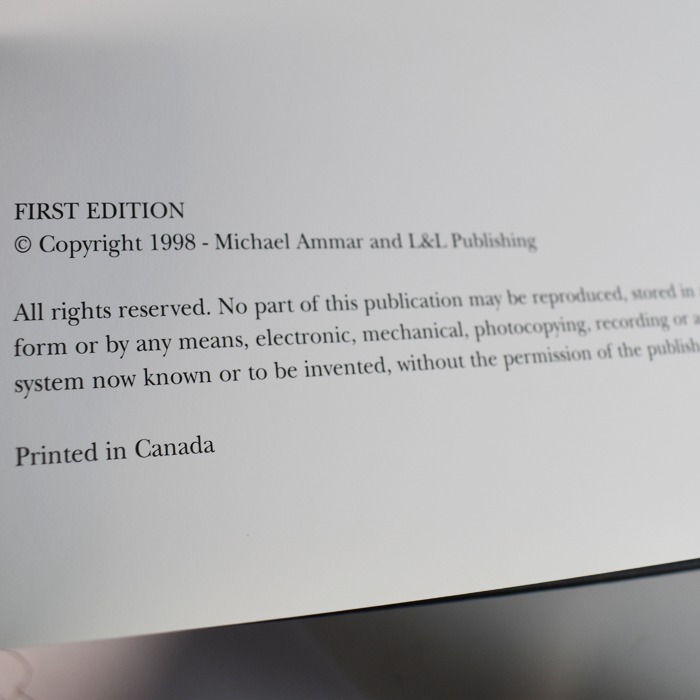 FIRST EDITION
© Copyright 1998 - Michael Ammar and L&L Publishing
All rights reserved. No part of this publication may be reproduced, stored in
form or by any means, electronic, mechanical, photocopying, recording or a
system now known or to be invented, without the permission of the publish
Printed in Canada